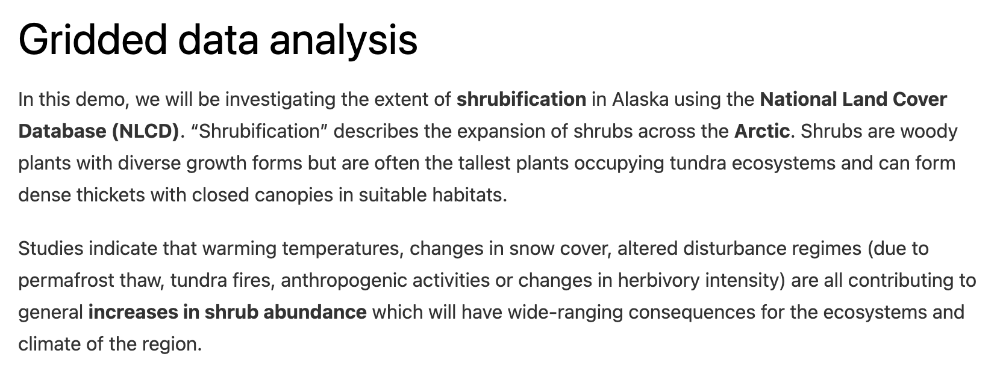 Gridded data analysis
In this demo, we will be investigating the extent of shrubification in Alaska using the National Land Cover
Database (NLCD). “Shrubification” describes the expansion of shrubs across the Arctic. Shrubs are woody
plants with diverse growth forms but are often the tallest plants occupying tundra ecosystems and can form
dense thickets with closed canopies in suitable habitats.
Studies indicate that warming temperatures, changes in snow cover, altered disturbance regimes (due to
permafrost thaw, tundra fires, anthropogenic activities or changes in herbivory intensity) are all contributing to
general increases in shrub abundance which will have wide-ranging consequences for the ecosystems and
climate of the region.